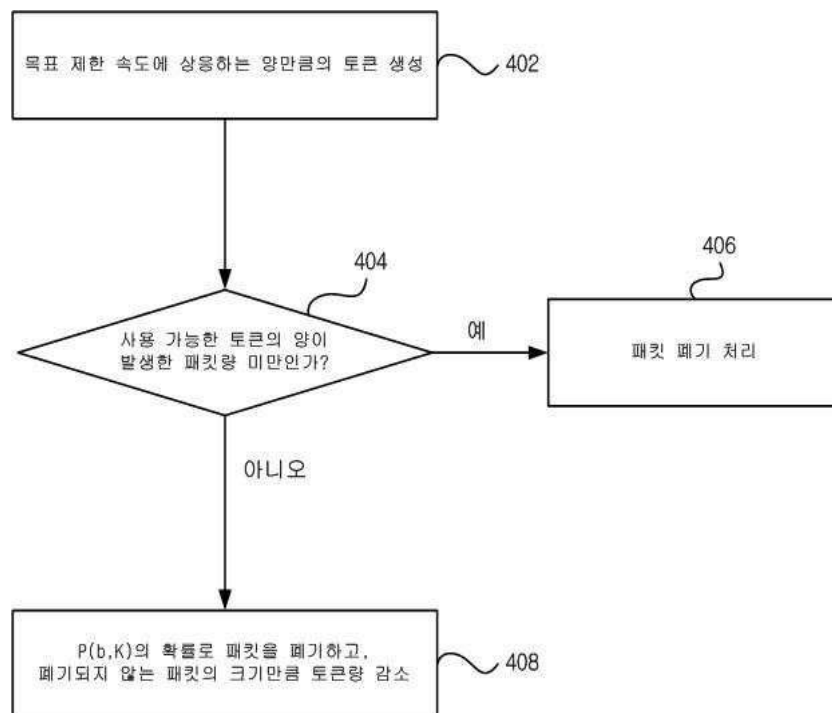 목표 제한 속도에 상응하는 양만큼의 토큰 생성
402
404
사용 가능한 토큰의 양이
발생한 패킷량 미만인가?
예
406
패킷 폐기 처리
아니오
P(b,K)의 확률로 패킷을 폐기하고,
폐기되지 않는 패킷의 크기만큼 토큰량 감소
408